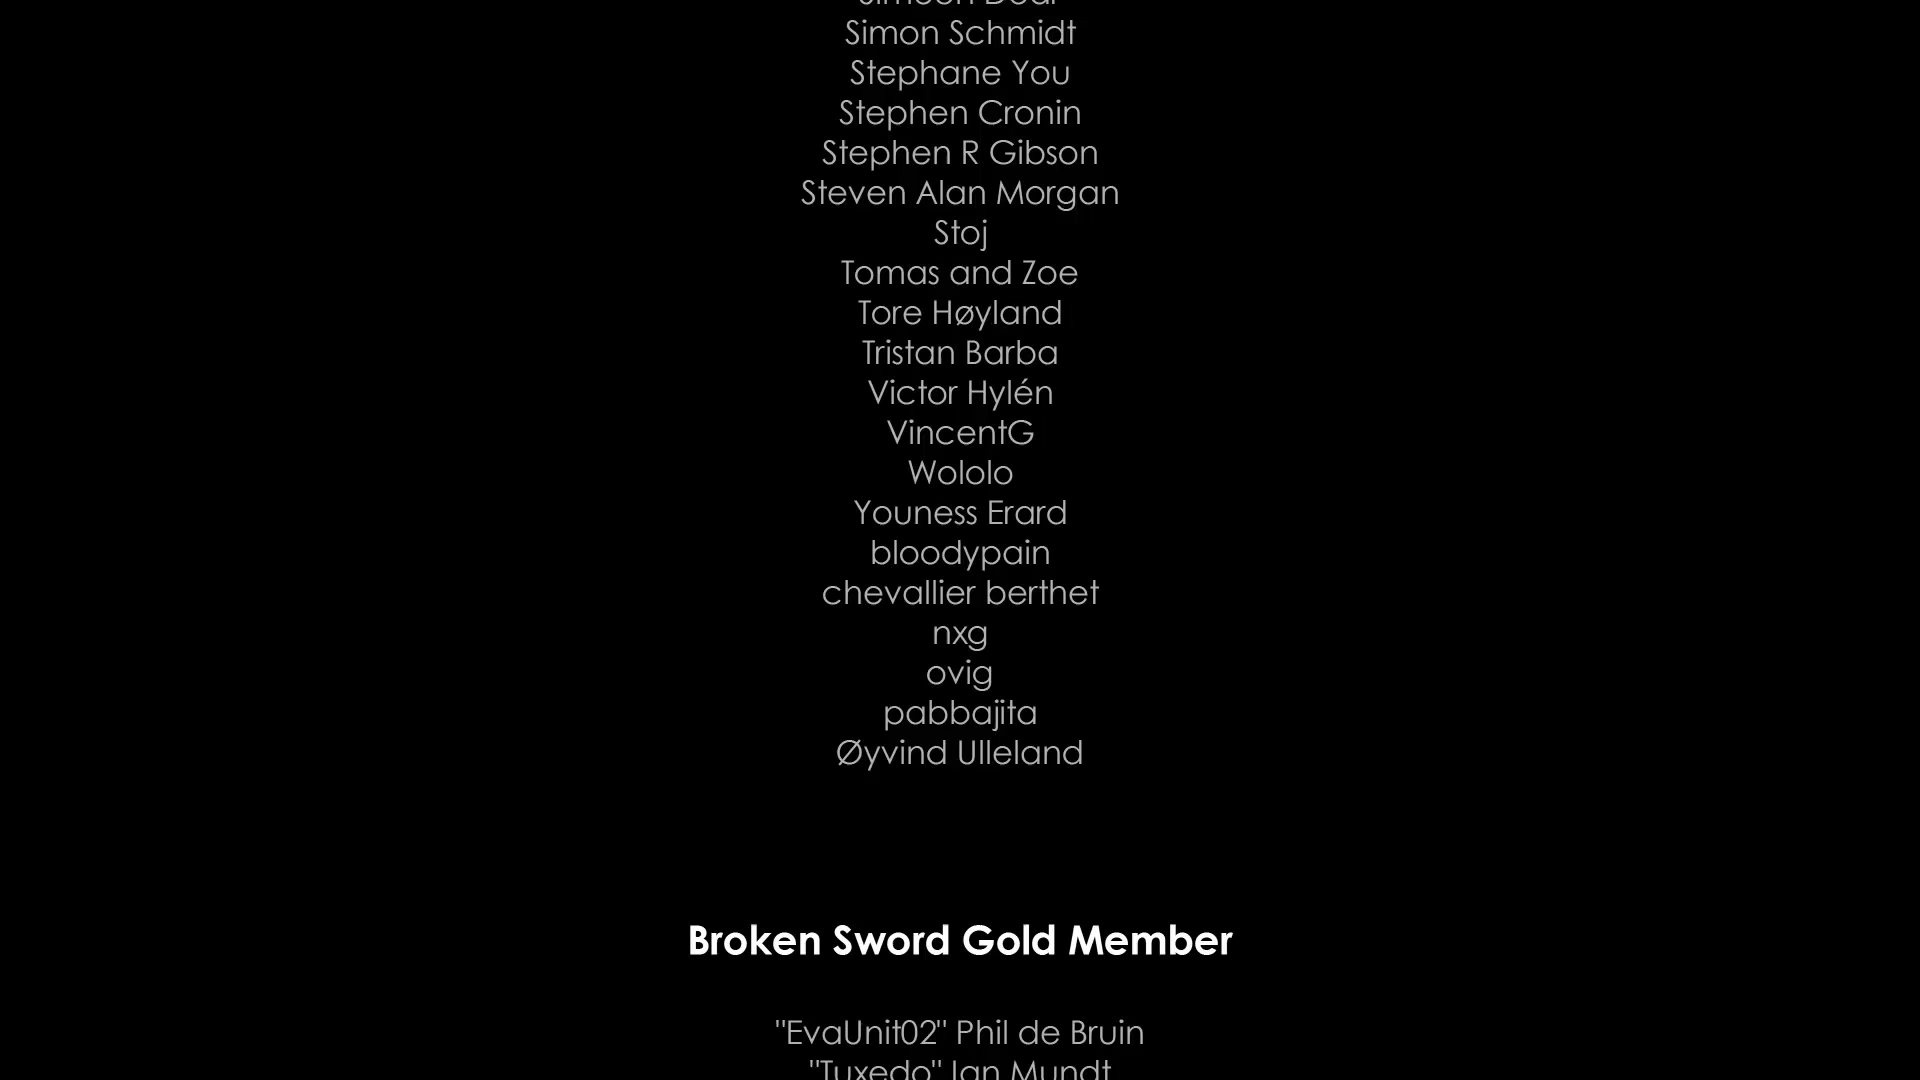 Simon Schmidt
Stephane You
Stephen Cronin
Stephen R Gibson
Steven Alan Morgan
Stoj
Tomas and Zoe
Tore Høyland
Tristan Barba
Victor Hylén
VincentG
Wololo
Youness Erard
bloodypain
chevallier berthet
nxg
ovig
pabbajita
Øyvind Ulleland
Broken Sword Gold Member
"EvaUnit02" Phil de Bruin
"Tuxedo" Ian Mundt